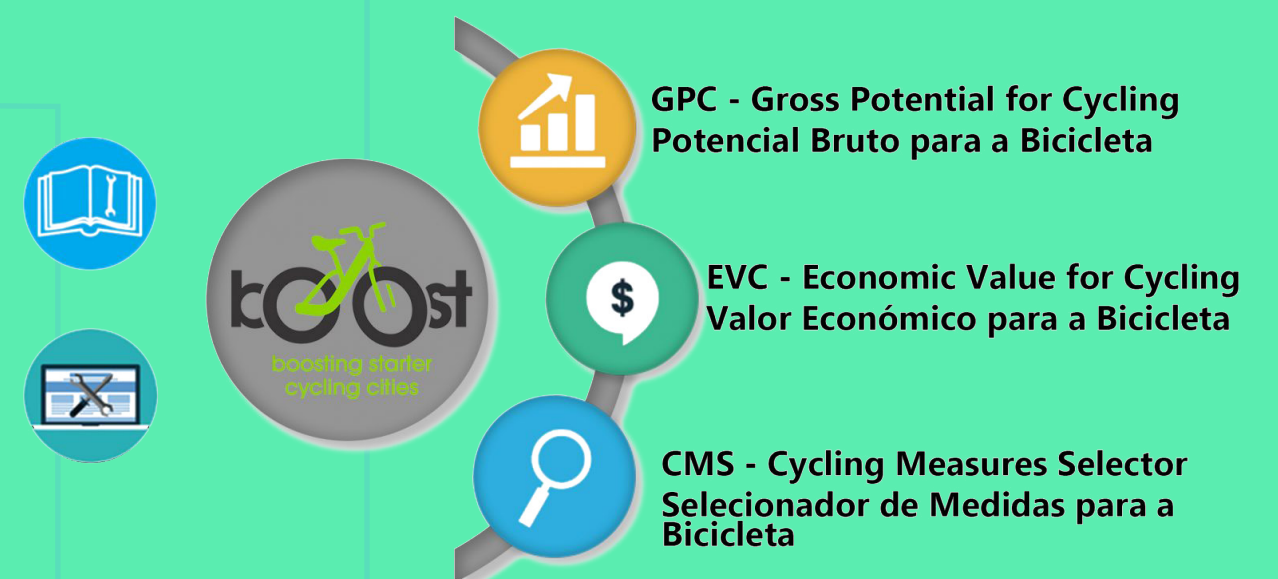 boost
boosting starter
cycling cities
GPC - Gross Potential for Cycling
Potencial Bruto para a Bicicleta
$
EVC - Economic Value for Cycling
Valor Económico para a Bicicleta
CMS - Cycling Measures Selector
Selecionador de Medidas para a
Bicicleta